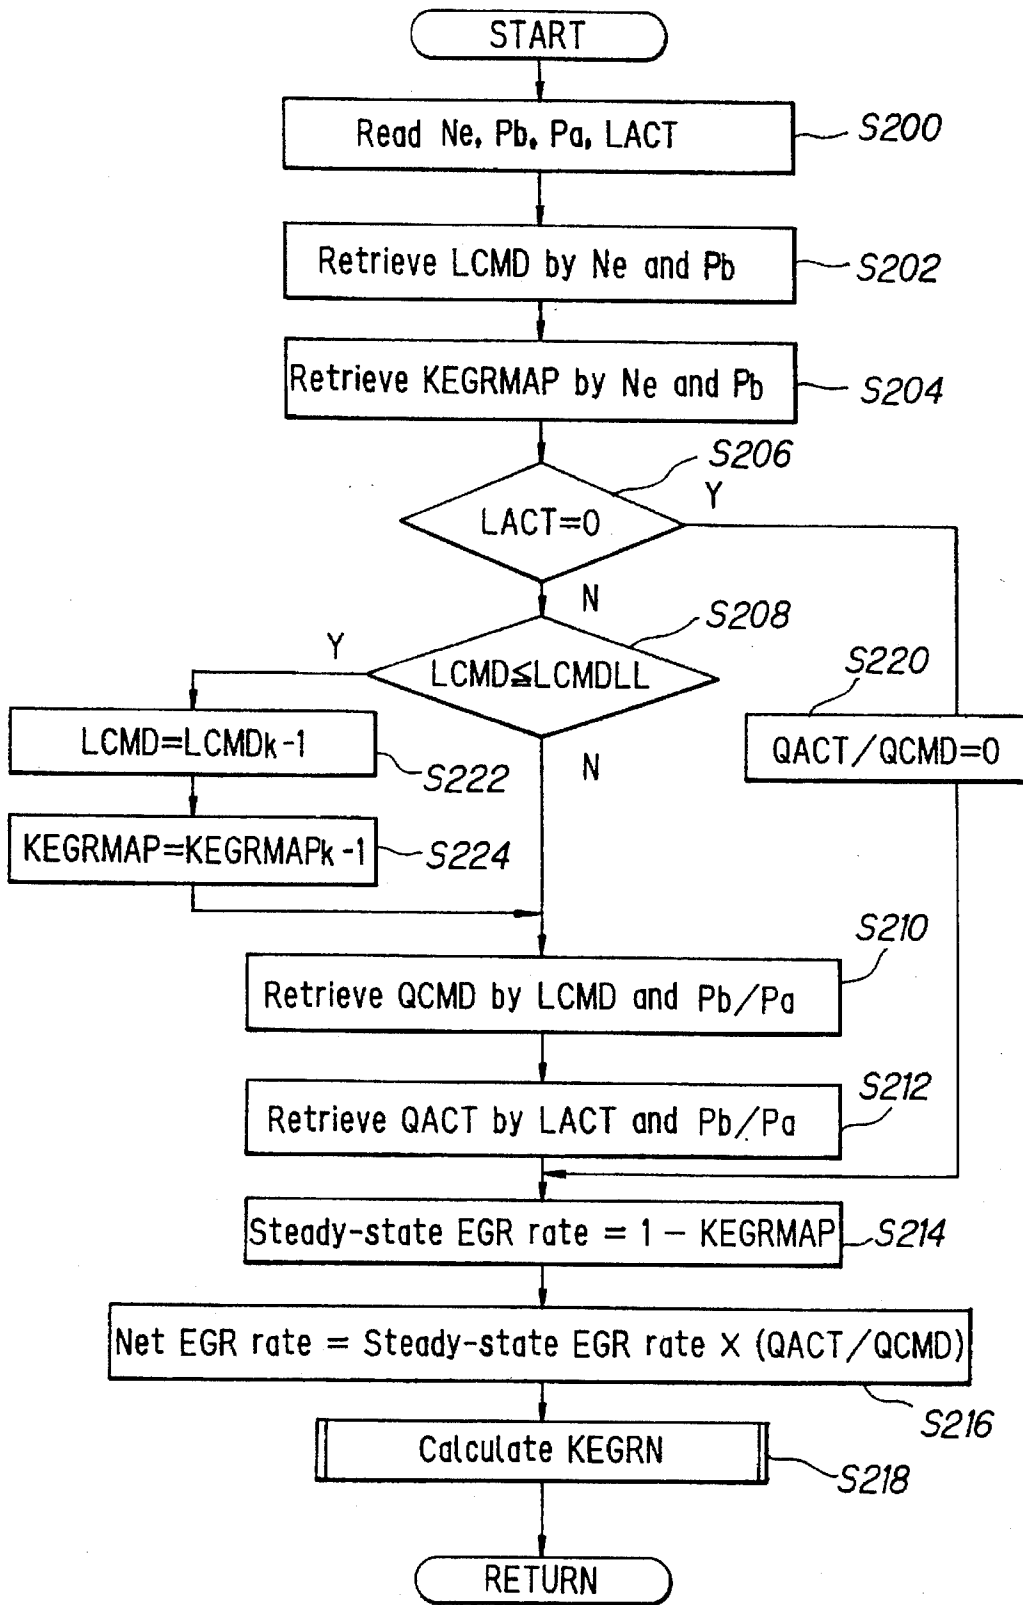 START
Read Ne, Pb, Pa, LACT
S200
Retrieve LCMD by Ne and Pb
S202
Retrieve KEGRMAP by Ne and Pb
S204
S206
LACT=0
Y
N
S208
Y
LCMD≦LCMDLL
N
S220
QACT/QCMD=0
LCMD=LCMDk-1
S222
KEGRMAP=KEGRMAPk-1
S224
S210
Retrieve QCMD by LCMD and Pb/Pa
S212
Retrieve QACT by LACT and Pb/Pa
Steady-state EGR rate = 1 - KEGRMAP
S214
Net EGR rate = Steady-state EGR rate × (QACT/QCMD)
S216
Calculate KEGRN
S218
RETURN